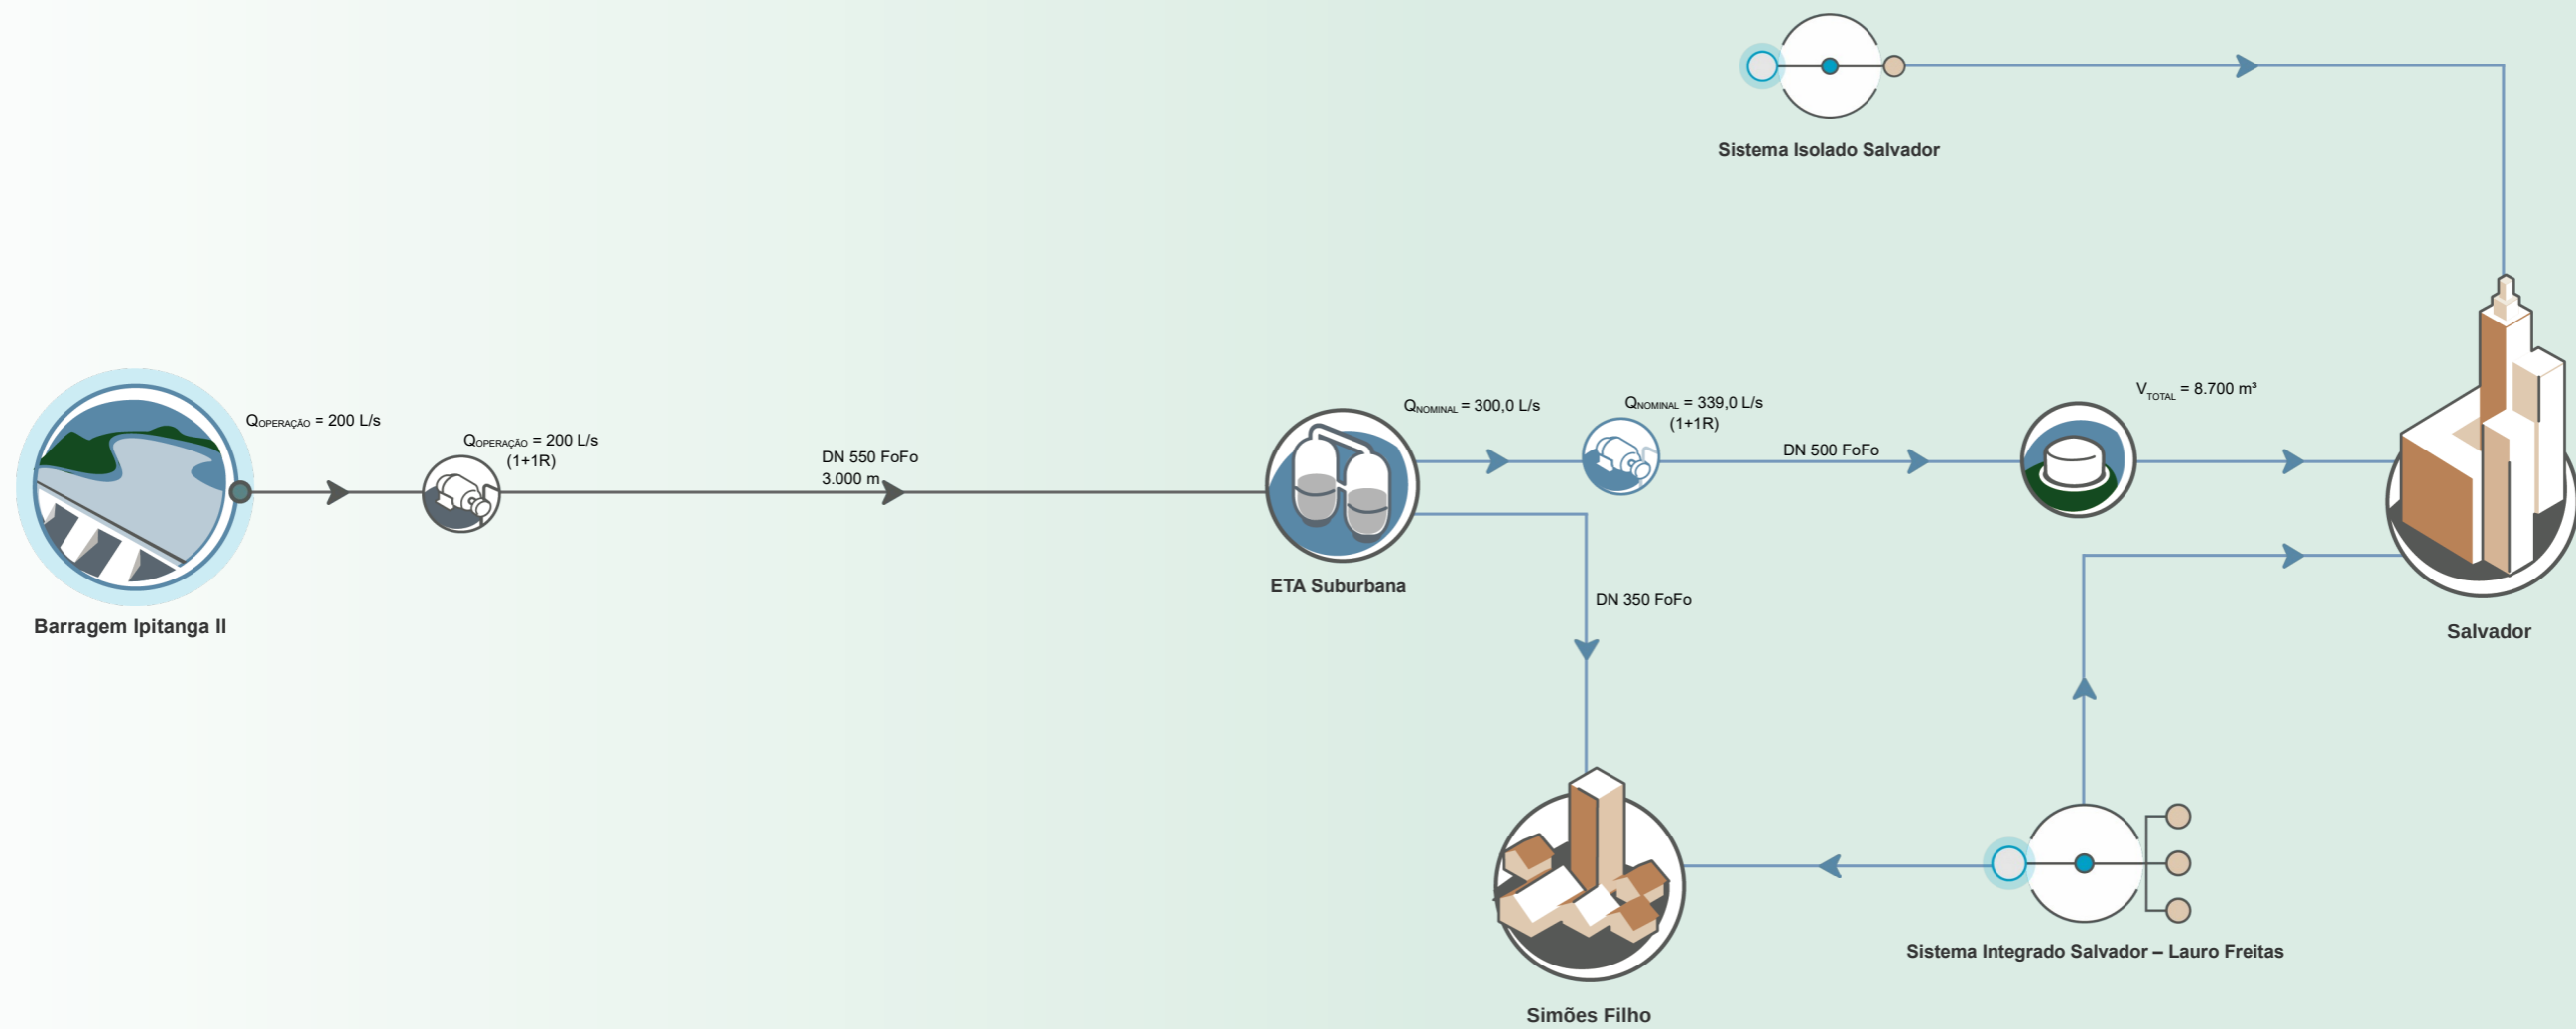 Sistema Isolado Salvador
QOPERAÇÃO = 200 L/s
QOPERAÇÃO = 200 L/s
(1+1R)
DN 550 FoFo
3.000 m
QNOMINAL = 300,0 L/s
QNOMINAL = 339,0 L/s
(1+1R)
DN 500 FoFo
VTOTAL = 8.700 m³
ETA Suburbana
DN 350 FoFo
Barragem Ipitanga II
Salvador
Sistema Integrado Salvador – Lauro Freitas
Simões Filho